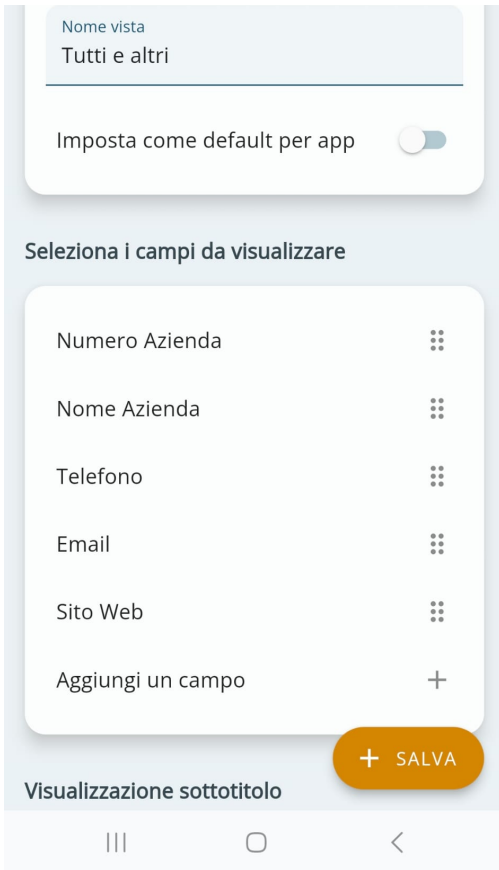 Nome vista
Tutti e altri
Imposta come default per app
Seleziona i campi da visualizzare
Numero Azienda
Nome Azienda
Telefono
Email
Sito Web
Aggiungi un campo +
+ SALVA
Visualizzazione sottotitolo